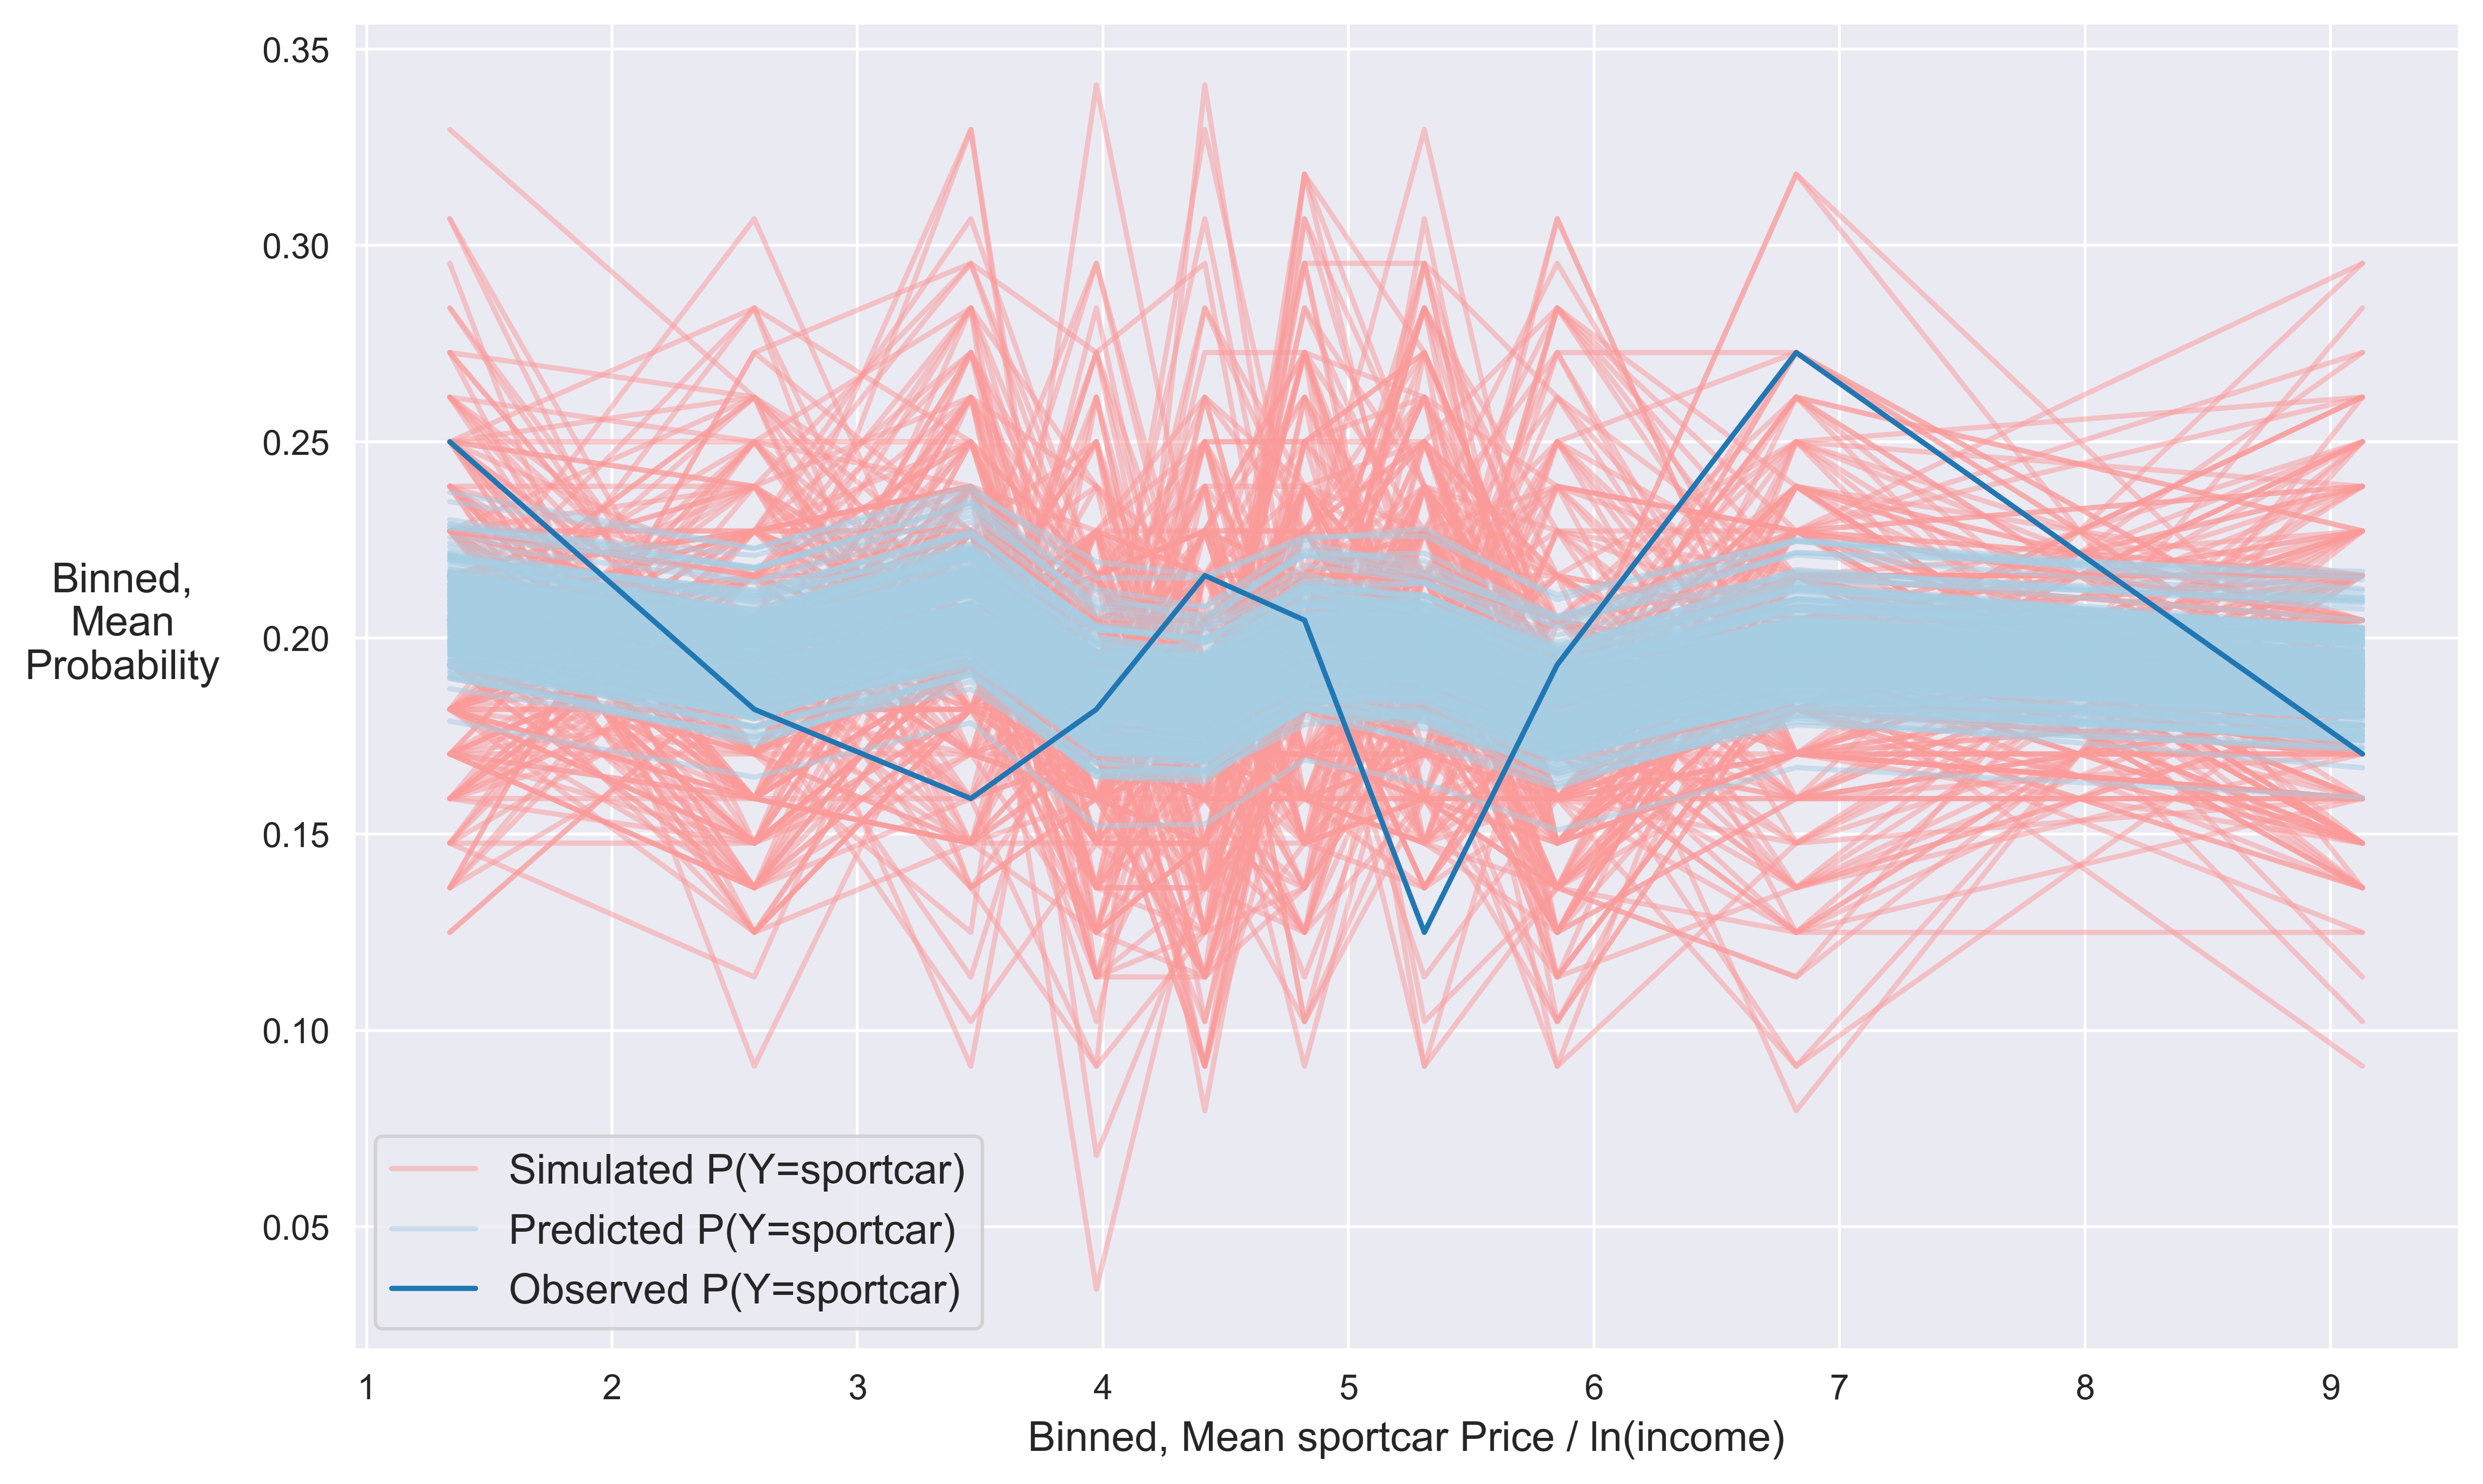 0.35
0.30
0.25
0.20
0.15
0.10
0.05
Binned,
Mean
Probability
Simulated P(Y=sportcar)
Predicted P(Y=sportcar)
Observed P(Y=sportcar)
1 2 3 4 5 6 7 8 9
Binned, Mean sportcar Price / ln(income)